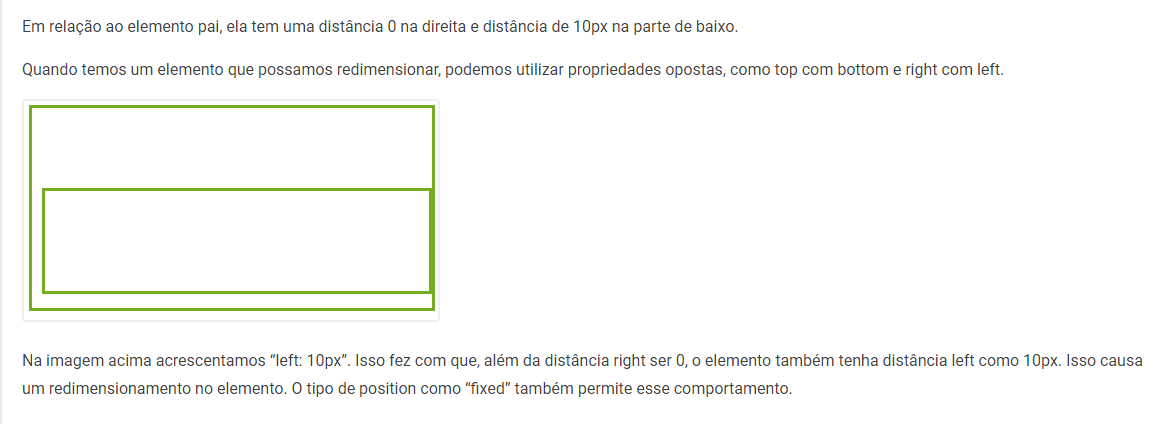 Em relação ao elemento pai, ela tem uma distância 0 na direita e distância de 10px na parte de baixo.
Quando temos um elemento que possamos redimensionar, podemos utilizar propriedades opostas, como top com bottom e right com left.
Na imagem acima acrescentamos “left: 10px”. Isso fez com que, além da distância right ser 0, o elemento também tenha distância left como 10px. Isso causa
um redimensionamento no elemento. O tipo de position como “fixed” também permite esse comportamento.